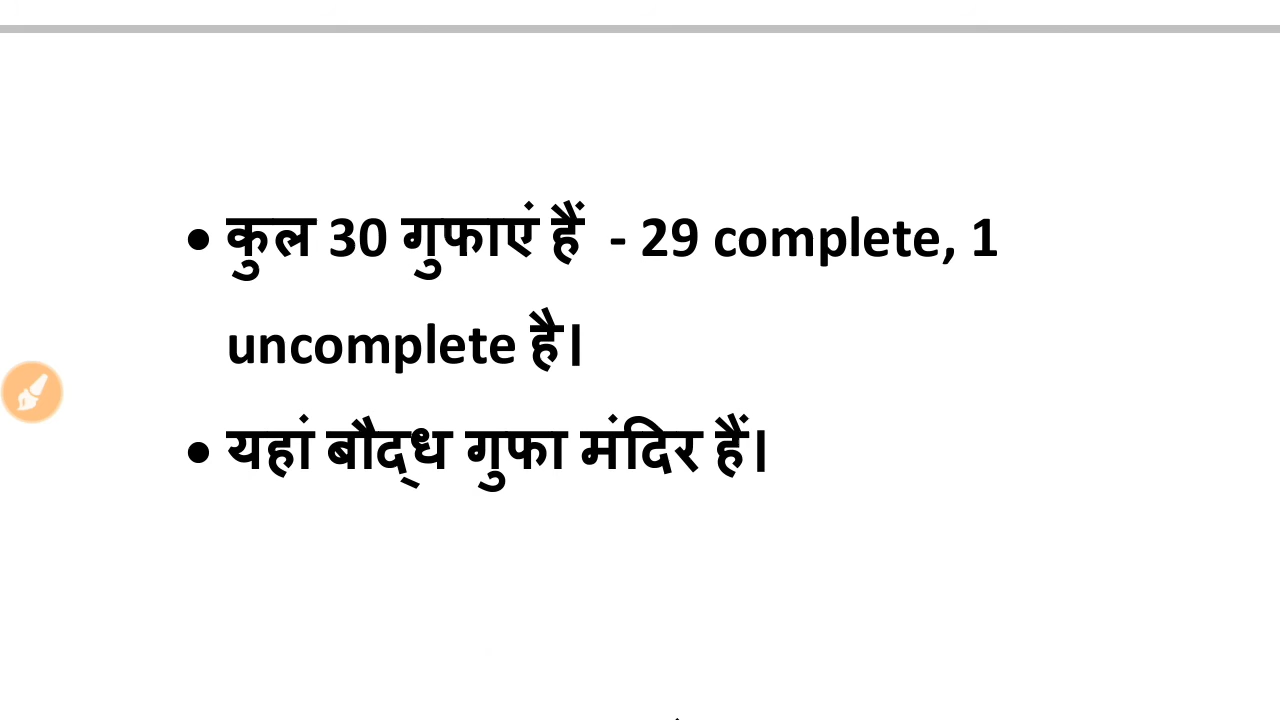 • कुल 30 गुफाएं हैं - 29 complete, 1
uncomplete है।
• यहां बौद्ध गुफा मंदिर हैं।